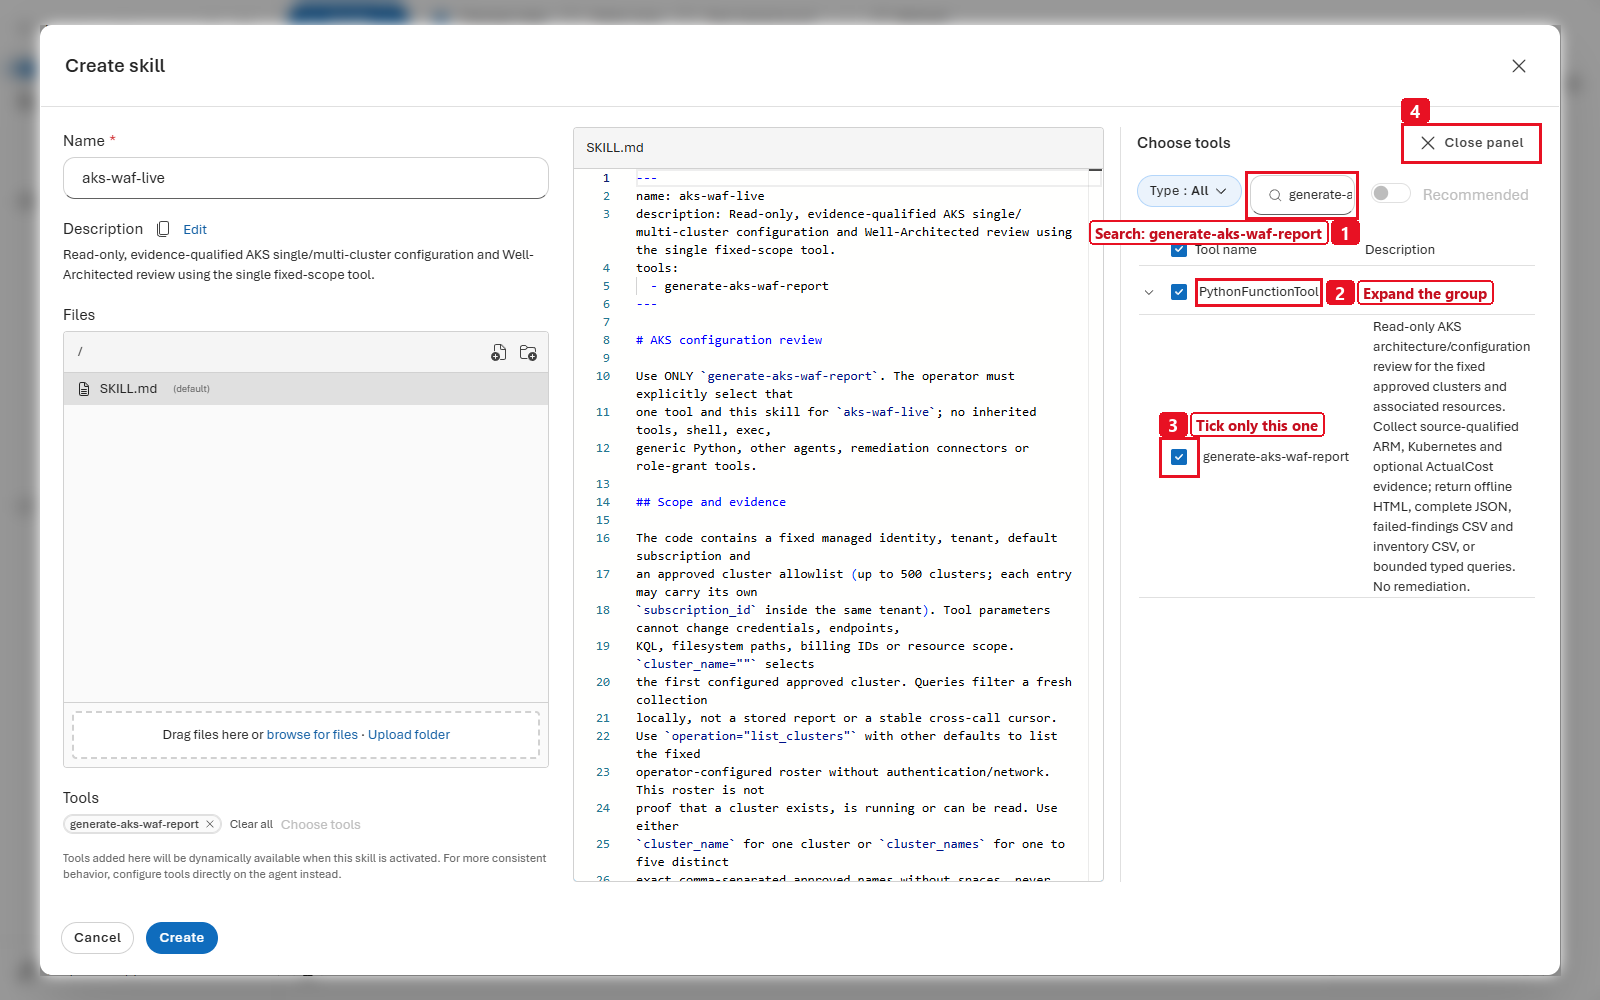 Create skill
Name *
aks-waf-live
Description Edit
Read-only, evidence-qualified AKS single/multi-cluster configuration and Well-
Architected review using the single fixed-scope tool.
Files
/
SKILL.md (default)
Drag files here or browse for files · Upload folder
Tools
generate-aks-waf-report Clear all Choose tools
Tools added here will be dynamically available when this skill is activated. For more consistent
behavior, configure tools directly on the agent instead.
Cancel Create
SKILL.md
1 ---
2 name: aks-waf-live
3 description: Read-only, evidence-qualified AKS single/
multi-cluster configuration and Well-Architected review using
the single fixed-scope tool.
4 tools:
5 - generate-aks-waf-report
6 ---
7
8 # AKS configuration review
9
10 Use ONLY `generate-aks-waf-report`. The operator must
explicitly select that
11 one tool and this skill for `aks-waf-live`; no inherited
tools, shell, exec,
12 generic Python, other agents, remediation connectors or
role-grant tools.
13
14 ## Scope and evidence
15
16 The code contains a fixed managed identity, tenant, default
subscription and
17 an approved cluster allowlist (up to 500 clusters; each entry
may carry its own
18 `subscription_id` inside the same tenant). Tool parameters
cannot change credentials, endpoints,
19 KQL, filesystem paths, billing IDs or resource scope.
`cluster_name=""` selects
20 the first configured approved cluster. Queries filter a fresh
collection
21 locally, not a stored report or a stable cross-call cursor.
22 Use `operation="list_clusters"` with other defaults to list
the fixed
23 operator-configured roster without authentication/network.
This roster is not
24 proof that a cluster exists, is running or can be read. Use
either
25 `cluster_name` for one cluster or `cluster_names` for one to
five distinct
26 exact comma-separated approved names without spaces, never
Choose tools
4
Close panel
Type : All
generate-a
Recommended
Search: generate-aks-waf-report 1
Tool name Description
PythonFunctionTool 2 Expand the group
3 Tick only this one
generate-aks-waf-report
Read-only AKS
architecture/configuration
review for the fixed
approved clusters and
associated resources.
Collect source-qualified
ARM, Kubernetes and
optional ActualCost
evidence; return offline
HTML, complete JSON,
failed-findings CSV and
inventory CSV, or
bounded typed queries.
No remediation.